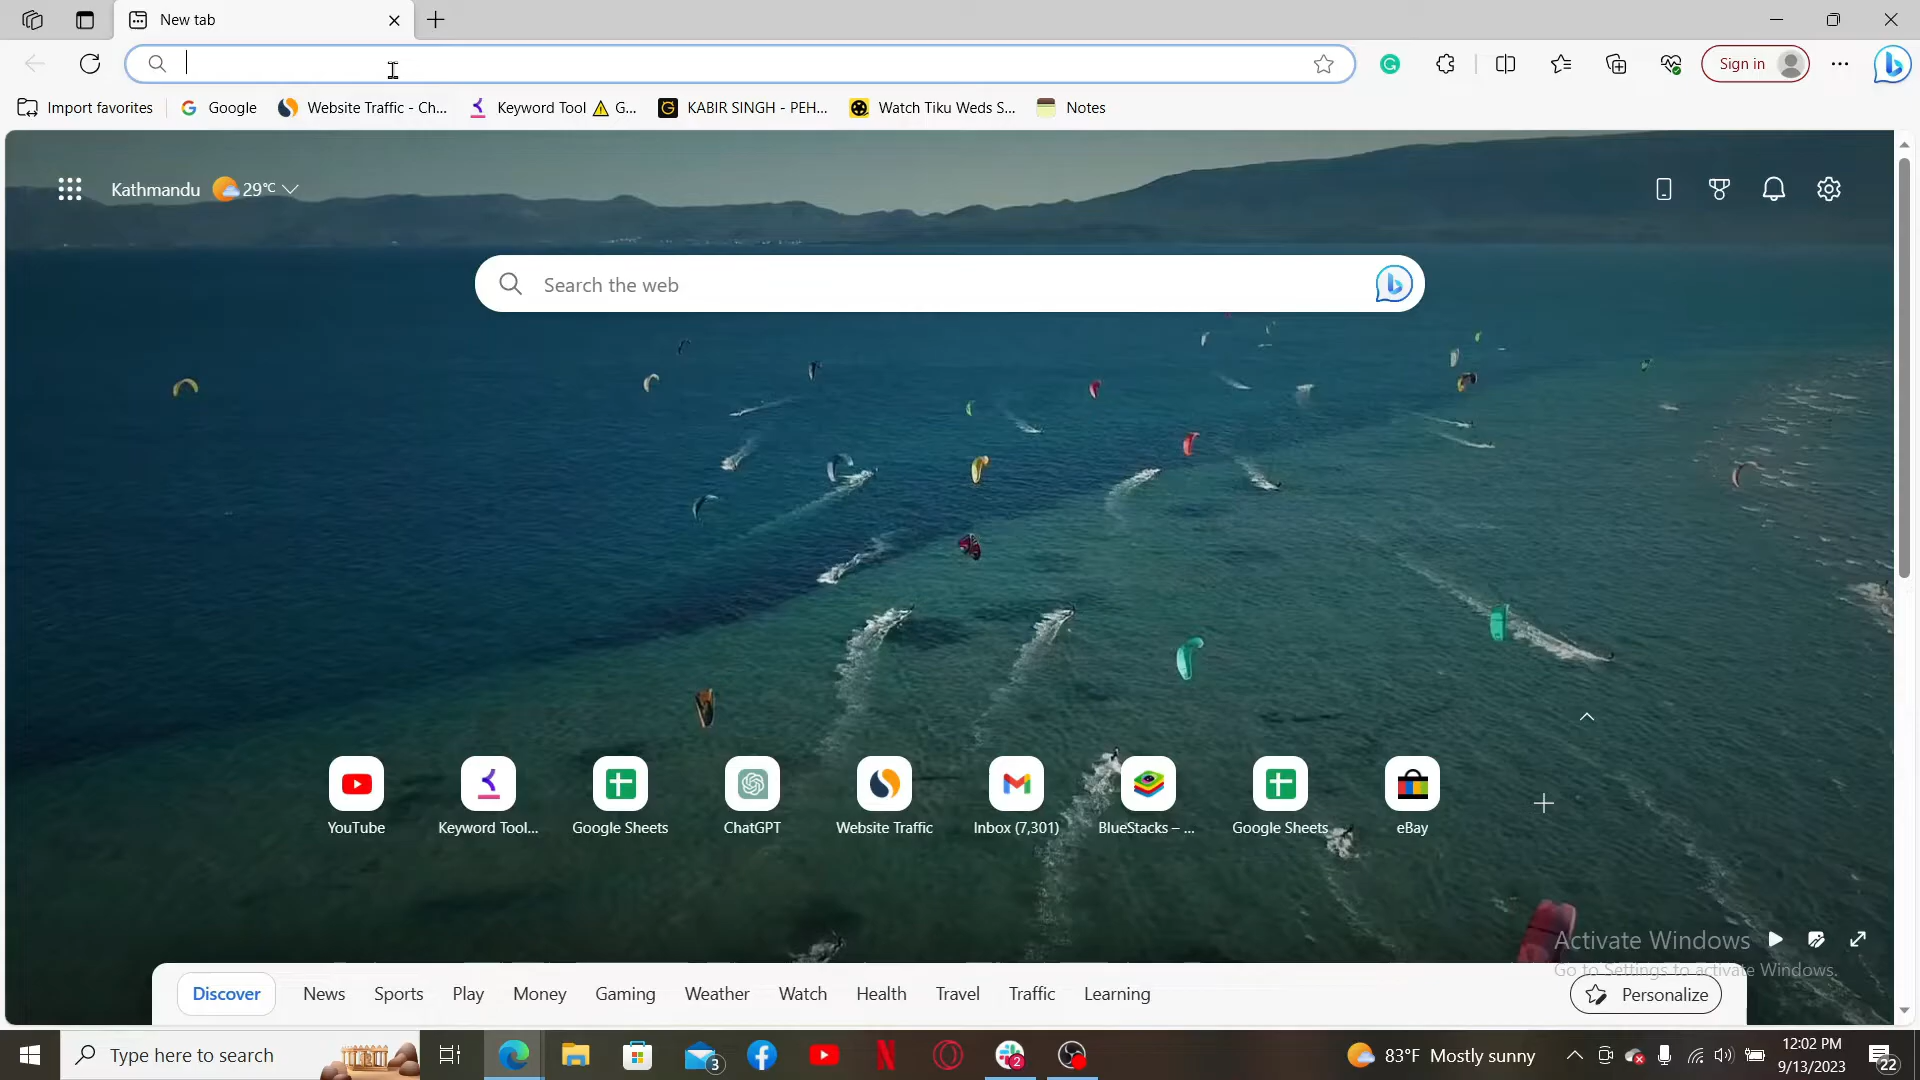 New tab
Sign in
Import favorites
Google
Website Traffic - Ch...
Keyword Tool ⚠ G...
KABIR SINGH - PEH...
Watch Tiku Weds S...
Notes
Kathmandu 29°C
Search the web
YouTube
Keyword Tool...
Google Sheets
ChatGPT
Website Traffic
Inbox (7,301)
BlueStacks – ...
Google Sheets
eBay
Activate Windows
Go to Settings to activate Windows.
Discover
News
Sports
Play
Money
Gaming
Weather
Watch
Health
Travel
Traffic
Learning
Personalize
Type here to search
3
2
83°F Mostly sunny
12:02 PM
9/13/2023
22